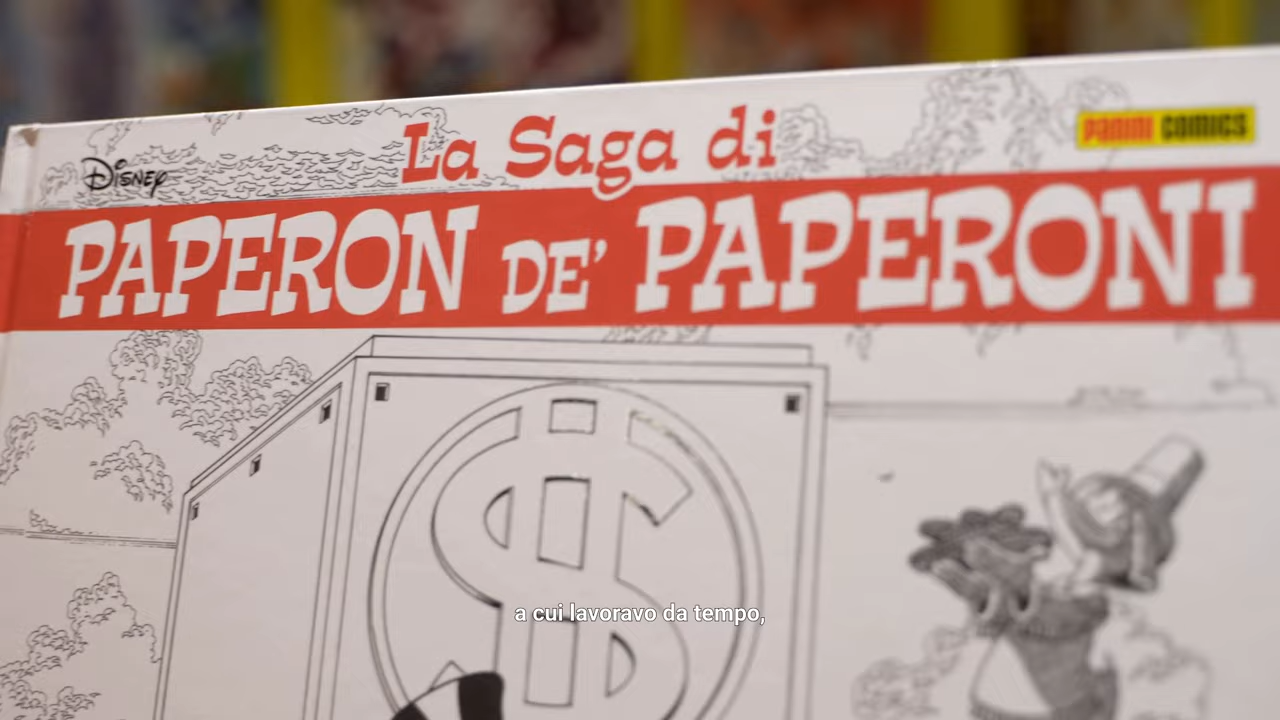 La Saga di
DISNEY
PANINI COMICS
PAPERON DE' PAPERONI
a cui lavoravo da tempo,